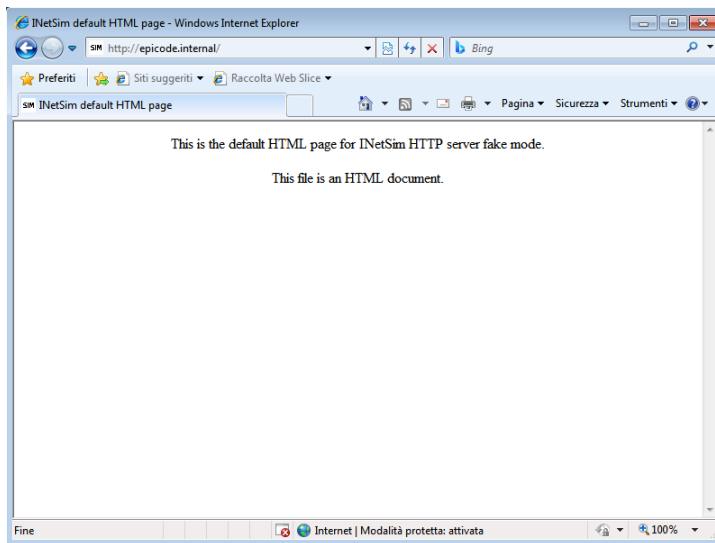 INetSim default HTML page - Windows Internet Explorer
SIM http://epicode.internal/ Bing
Preferiti Siti suggeriti Raccolta Web Slice
SIM INetSim default HTML page Pagina Sicurezza Strumenti
This is the default HTML page for INetSim HTTP server fake mode.
This file is an HTML document.
Fine Internet | Modalità protetta: attivata 100%